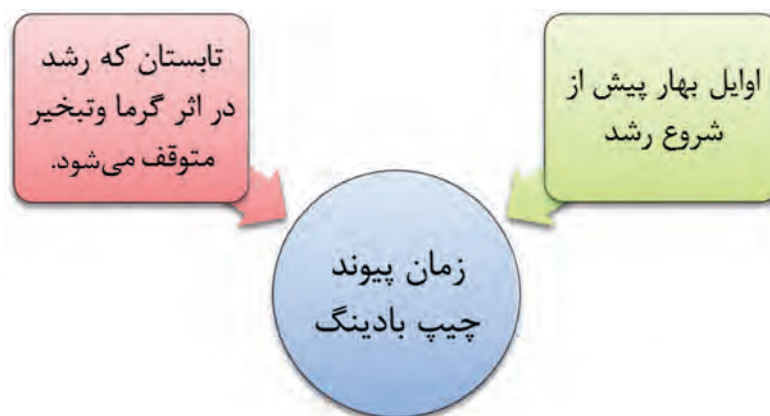 اوایل بهار پیش از
شروع رشد
تابستان که رشد
در اثر گرما وتبخیر
متوقف می‌شود.
زمان پیوند
چیپ بادینگ